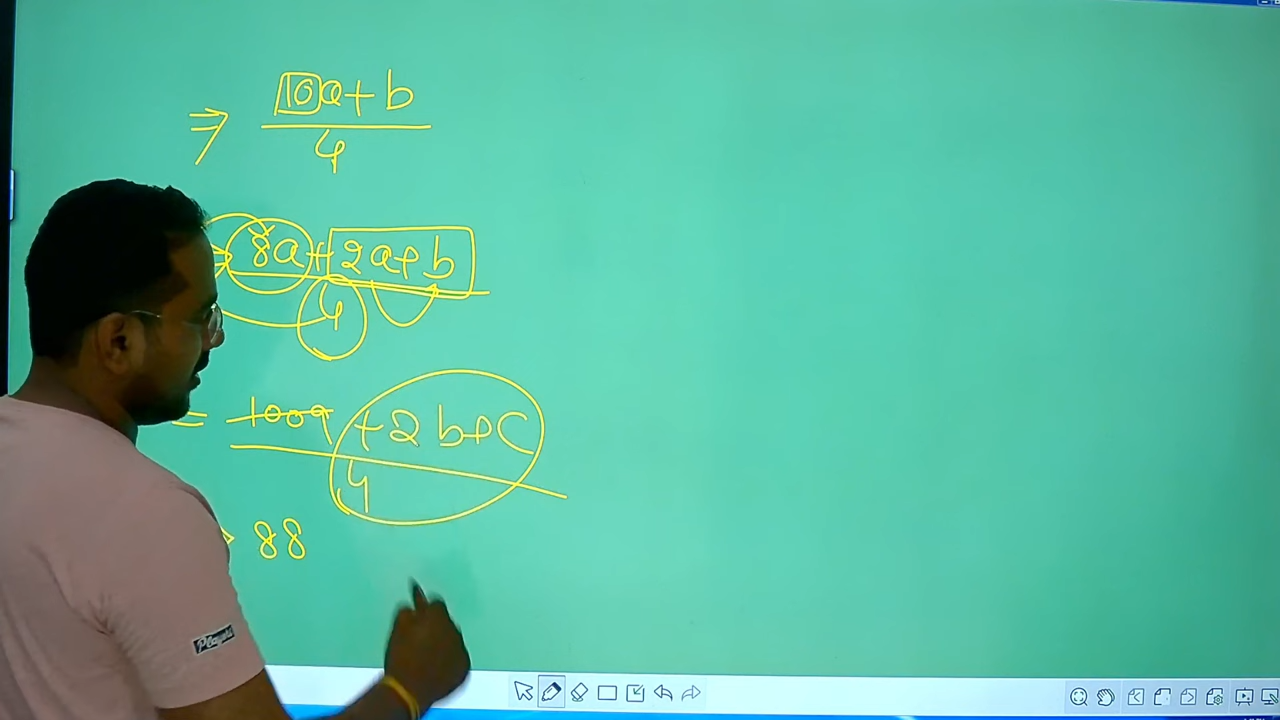 ⇒ 10a+b
4
8a+2a+b
4
= 100a +2b+c
4
88